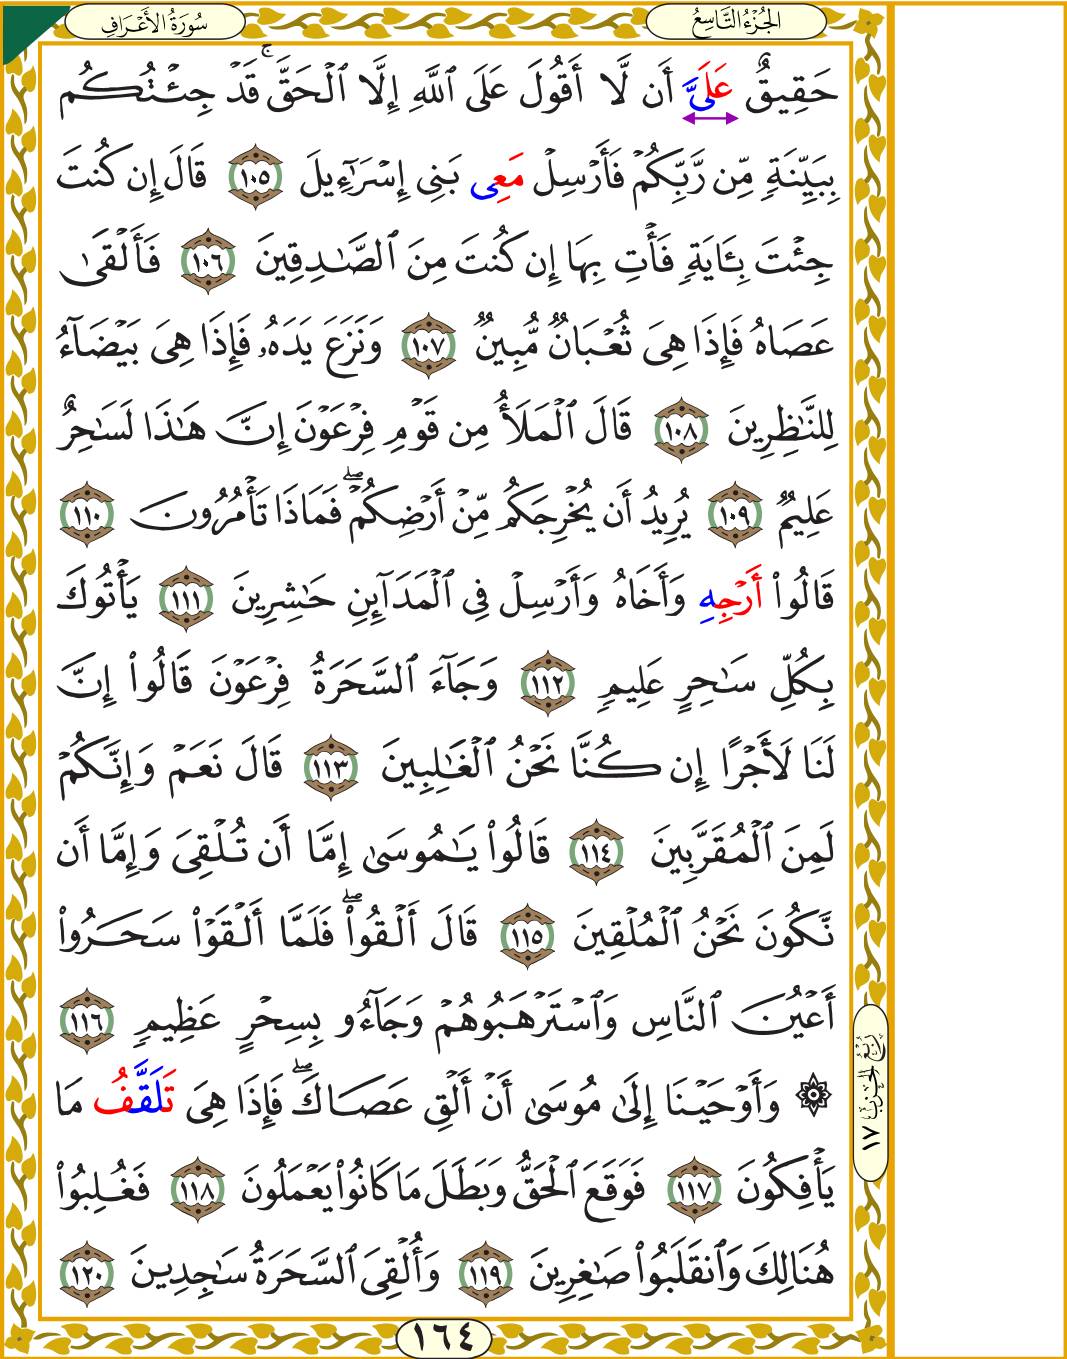 سُورَةُ الأَعْرَافِ
الجُزْءُ التَّاسِعُ
حَقِيقٌ عَلَيَّ أَن لَّا أَقُولَ عَلَى ٱللَّهِ إِلَّا ٱلْحَقَّۚ قَدْ جِئْتُكُم
بِبَيِّنَةٍ مِّن رَّبِّكُمْ فَأَرْسِلْ مَعِى بَنِي إِسْرَٰٓءِيلَ ١٠٥ قَالَ إِن كُنتَ
جِئْتَ بِـَٔايَةٍ فَأْتِ بِهَا إِن كُنتَ مِنَ ٱلصَّٰدِقِينَ ١٠٦ فَأَلْقَىٰ
عَصَاهُ فَإِذَا هِىَ ثُعْبَانٌ مُّبِينٌ ١٠٧ وَنَزَعَ يَدَهُۥ فَإِذَا هِىَ بَيْضَآءُ
لِلنَّٰظِرِينَ ١٠٨ قَالَ ٱلْمَلَأُ مِن قَوْمِ فِرْعَوْنَ إِنَّ هَٰذَا لَسَٰحِرٌ
عَلِيمٌ ١٠٩ يُرِيدُ أَن يُخْرِجَكُم مِّنْ أَرْضِكُمْۖ فَمَاذَا تَأْمُرُونَ ١١٠
قَالُوا۟ أَرْجِهِ وَأَخَاهُ وَأَرْسِلْ فِي ٱلْمَدَآئِنِ حَٰشِرِينَ ١١١ يَأْتُوكَ
بِكُلِّ سَٰحِرٍ عَلِيمٍ ١١٢ وَجَآءَ ٱلسَّحَرَةُ فِرْعَوْنَ قَالُوا۟ إِنَّ
لَنَا لَأَجْرًا إِن كُنَّا نَحْنُ ٱلْغَٰلِبِينَ ١١٣ قَالَ نَعَمْ وَإِنَّكُمْ
لَمِنَ ٱلْمُقَرَّبِينَ ١١٤ قَالُوا۟ يَٰمُوسَىٰ إِمَّا أَن تُلْقِىَ وَإِمَّا أَن
نَّكُونَ نَحْنُ ٱلْمُلْقِينَ ١١٥ قَالَ أَلْقُوا۟ۖ فَلَمَّا أَلْقَوْا۟ سَحَرُوا۟
أَعْيُنَ ٱلنَّاسِ وَٱسْتَرْهَبُوهُمْ وَجَآءُو بِسِحْرٍ عَظِيمٍ ١١٦
۞ وَأَوْحَيْنَا إِلَىٰ مُوسَىٰ أَنْ أَلْقِ عَصَاكَۖ فَإِذَا هِىَ تَلَقَّفُ مَا
يَأْفِكُونَ ١١٧ فَوَقَعَ ٱلْحَقُّ وَبَطَلَ مَا كَانُوا۟ يَعْمَلُونَ ١١٨ فَغُلِبُوا۟
هُنَالِكَ وَٱنقَلَبُوا۟ صَٰغِرِينَ ١١٩ وَأُلْقِىَ ٱلسَّحَرَةُ سَٰجِدِينَ ١٢٠
رُبْعُ الحِزْب ١٧
١٦٤